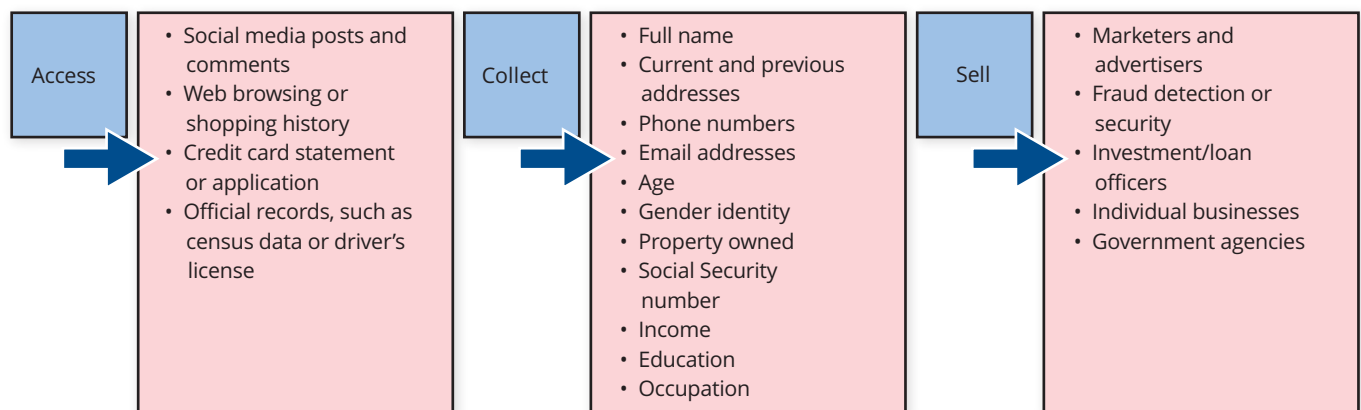 Access
• Social media posts and
comments
• Web browsing or
shopping history
• Credit card statement
or application
• Official records, such as
census data or driver’s
license
Collect
• Full name
• Current and previous
addresses
• Phone numbers
• Email addresses
• Age
• Gender identity
• Property owned
• Social Security
number
• Income
• Education
• Occupation
Sell
• Marketers and
advertisers
• Fraud detection or
security
• Investment/loan
officers
• Individual businesses
• Government agencies